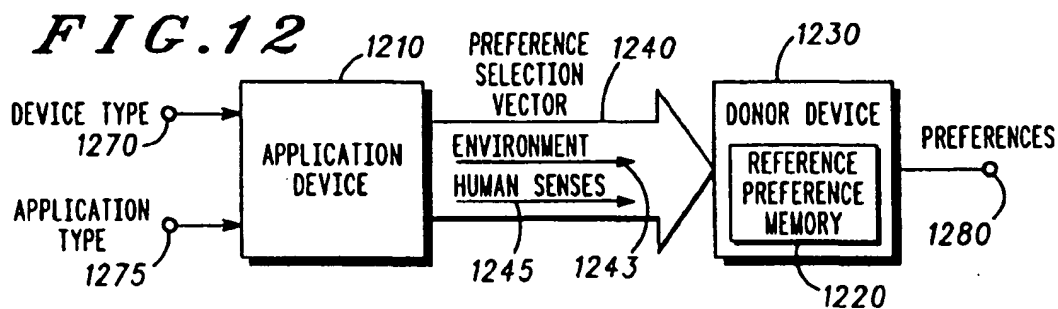 FIG.12
1210
PREFERENCE
SELECTION
VECTOR
1240
1230
DEVICE TYPE
1270
APPLICATION
DEVICE
ENVIRONMENT
HUMAN SENSES
DONOR DEVICE
REFERENCE
PREFERENCE
MEMORY
PREFERENCES
1280
APPLICATION
TYPE
1275
1245
1243
1220